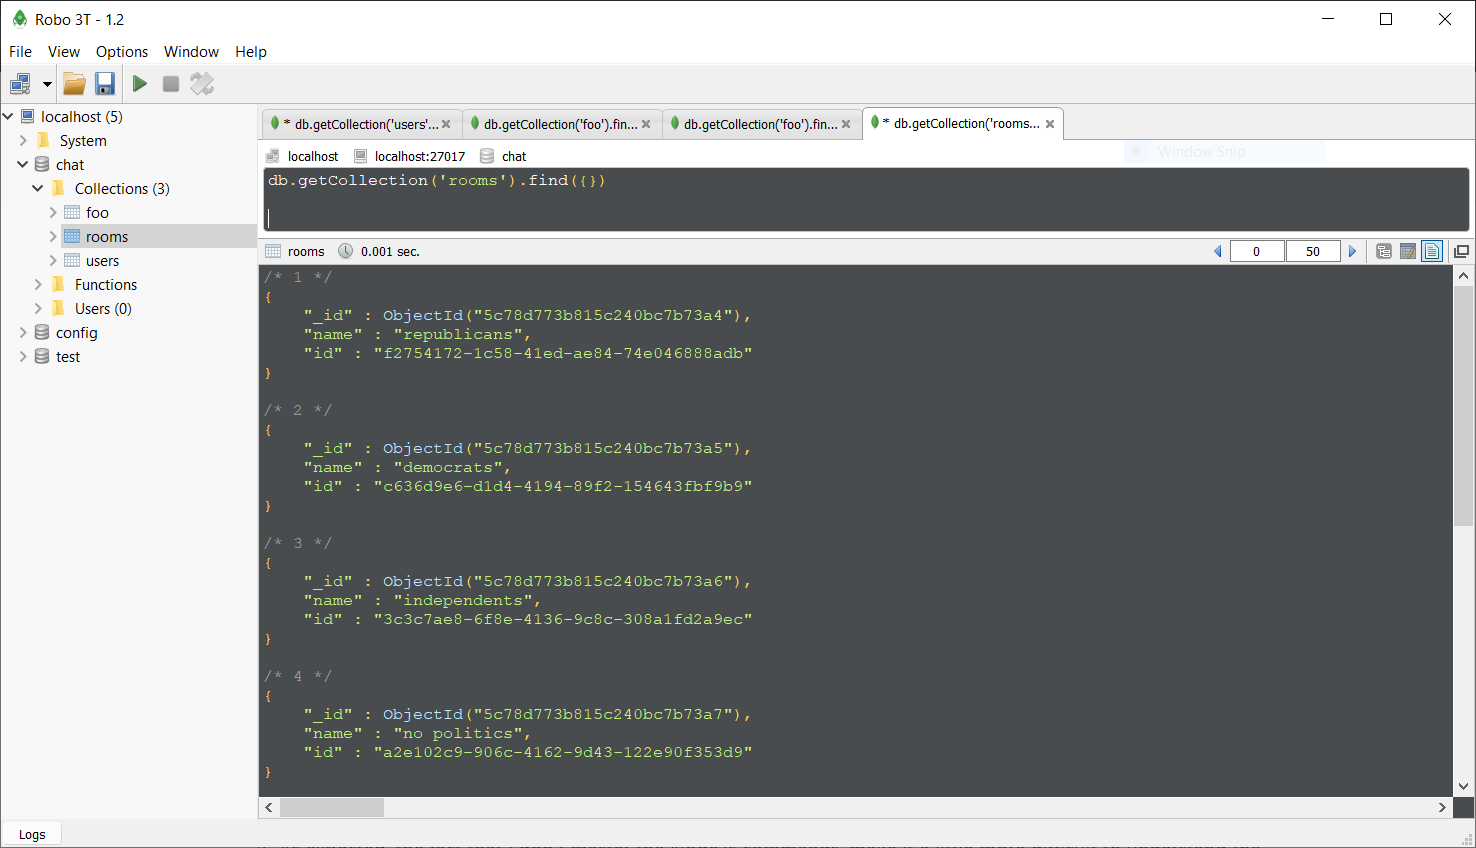 Robo 3T - 1.2
File View Options Window Help
localhost (5)
System
chat
Collections (3)
foo
rooms
users
Functions
Users (0)
config
test
* db.getCollection('users'... db.getCollection('foo').fin... db.getCollection('foo').fin... * db.getCollection('rooms...
Window Snip
localhost localhost:27017 chat
db.getCollection('rooms').find({})
rooms 0.001 sec. 0 50
/* 1 */
{
"_id" : ObjectId("5c78d773b815c240bc7b73a4"),
"name" : "republicans",
"id" : "f2754172-1c58-41ed-ae84-74e046888adb"
}
/* 2 */
{
"_id" : ObjectId("5c78d773b815c240bc7b73a5"),
"name" : "democrats",
"id" : "c636d9e6-d1d4-4194-89f2-154643fbf9b9"
}
/* 3 */
{
"_id" : ObjectId("5c78d773b815c240bc7b73a6"),
"name" : "independents",
"id" : "3c3c7ae8-6f8e-4136-9c8c-308a1fd2a9ec"
}
/* 4 */
{
"_id" : ObjectId("5c78d773b815c240bc7b73a7"),
"name" : "no politics",
"id" : "a2e102c9-906c-4162-9d43-122e90f353d9"
}
Logs